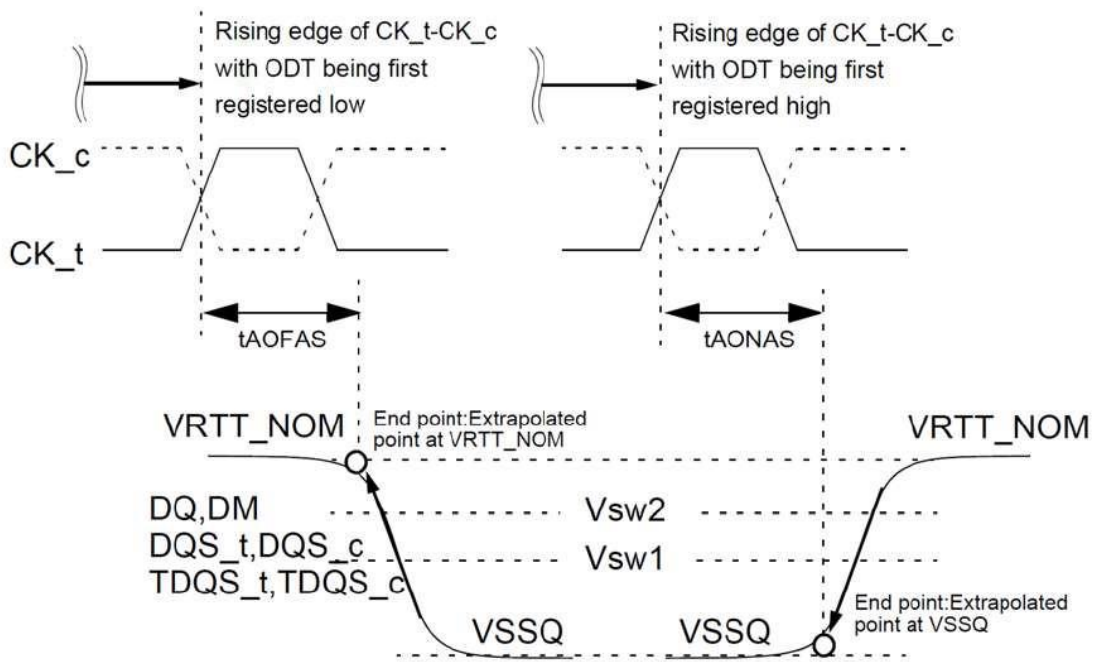 Rising edge of CK_t-CK_c
with ODT being first
registered low
Rising edge of CK_t-CK_c
with ODT being first
registered high
CK_c
CK_t
tAOFAS
tAONAS
VRTT_NOM
End point:Extrapolated
point at VRTT_NOM
VRTT_NOM
DQ,DM
DQS_t,DQS_c
TDQS_t,TDQS_c
Vsw2
Vsw1
VSSQ
VSSQ
End point:Extrapolated
point at VSSQ